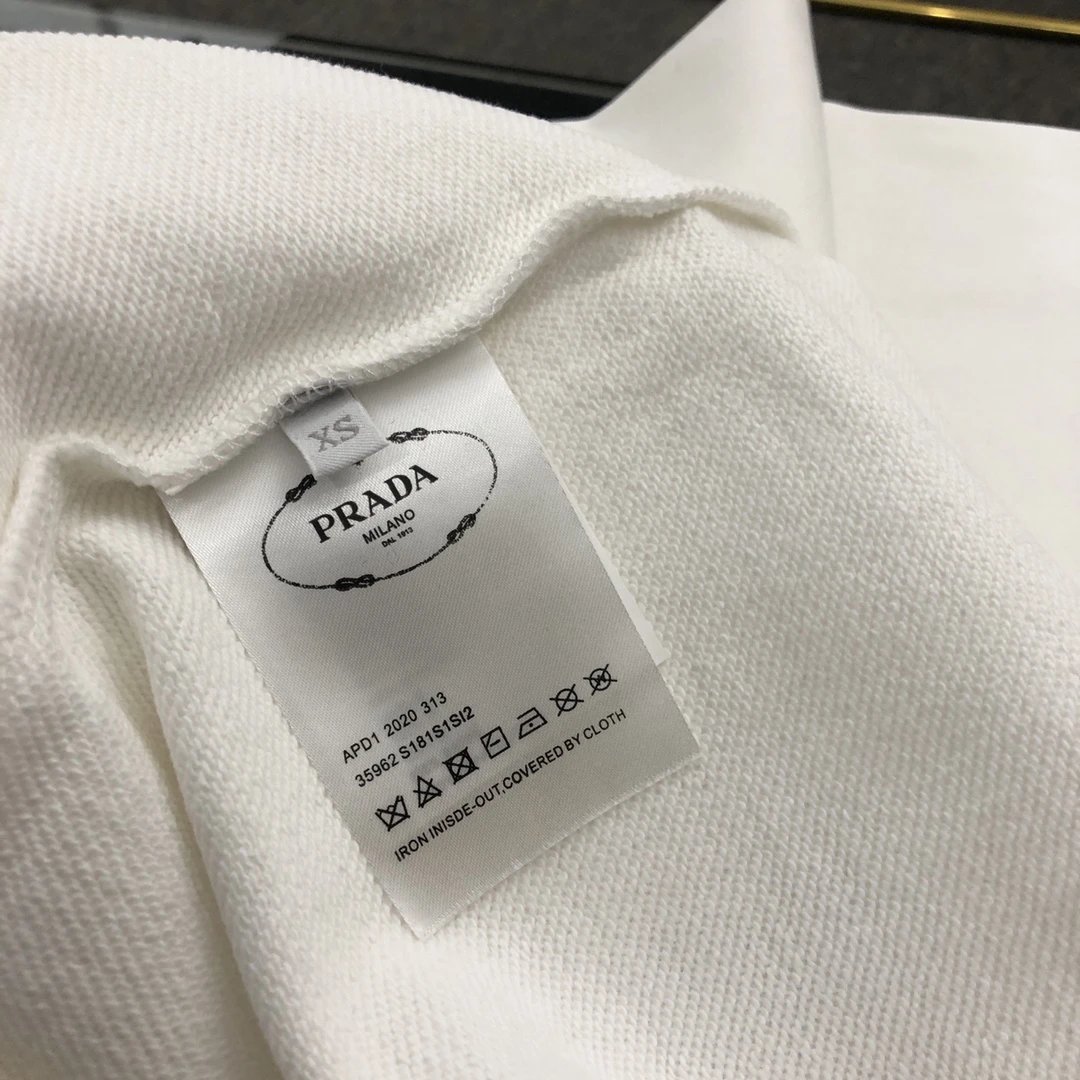 XS
PRADA
MILANO
DAL 1913
APD1 2020 313
35962 S181S1SI2
IRON INISDE-OUT,COVERED BY CLOTH